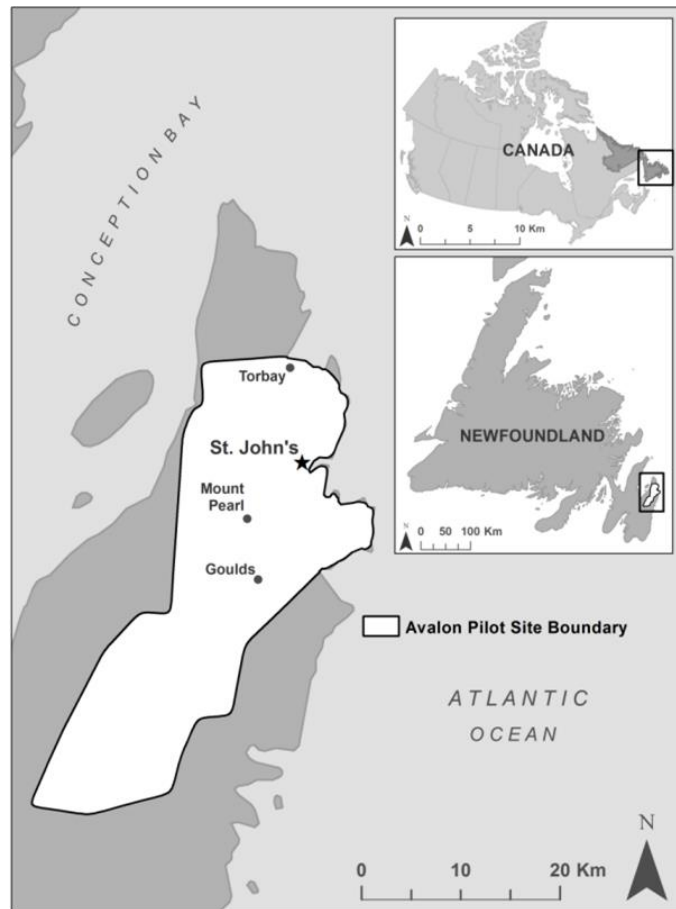 CONCEPTION BAY
Torbay
St. John's
Mount
Pearl
Goulds
CANADA
N
0 5 10 Km
NEWFOUNDLAND
N
0 50 100 Km
Avalon Pilot Site Boundary
ATLANTIC
OCEAN
N
0 10 20 Km